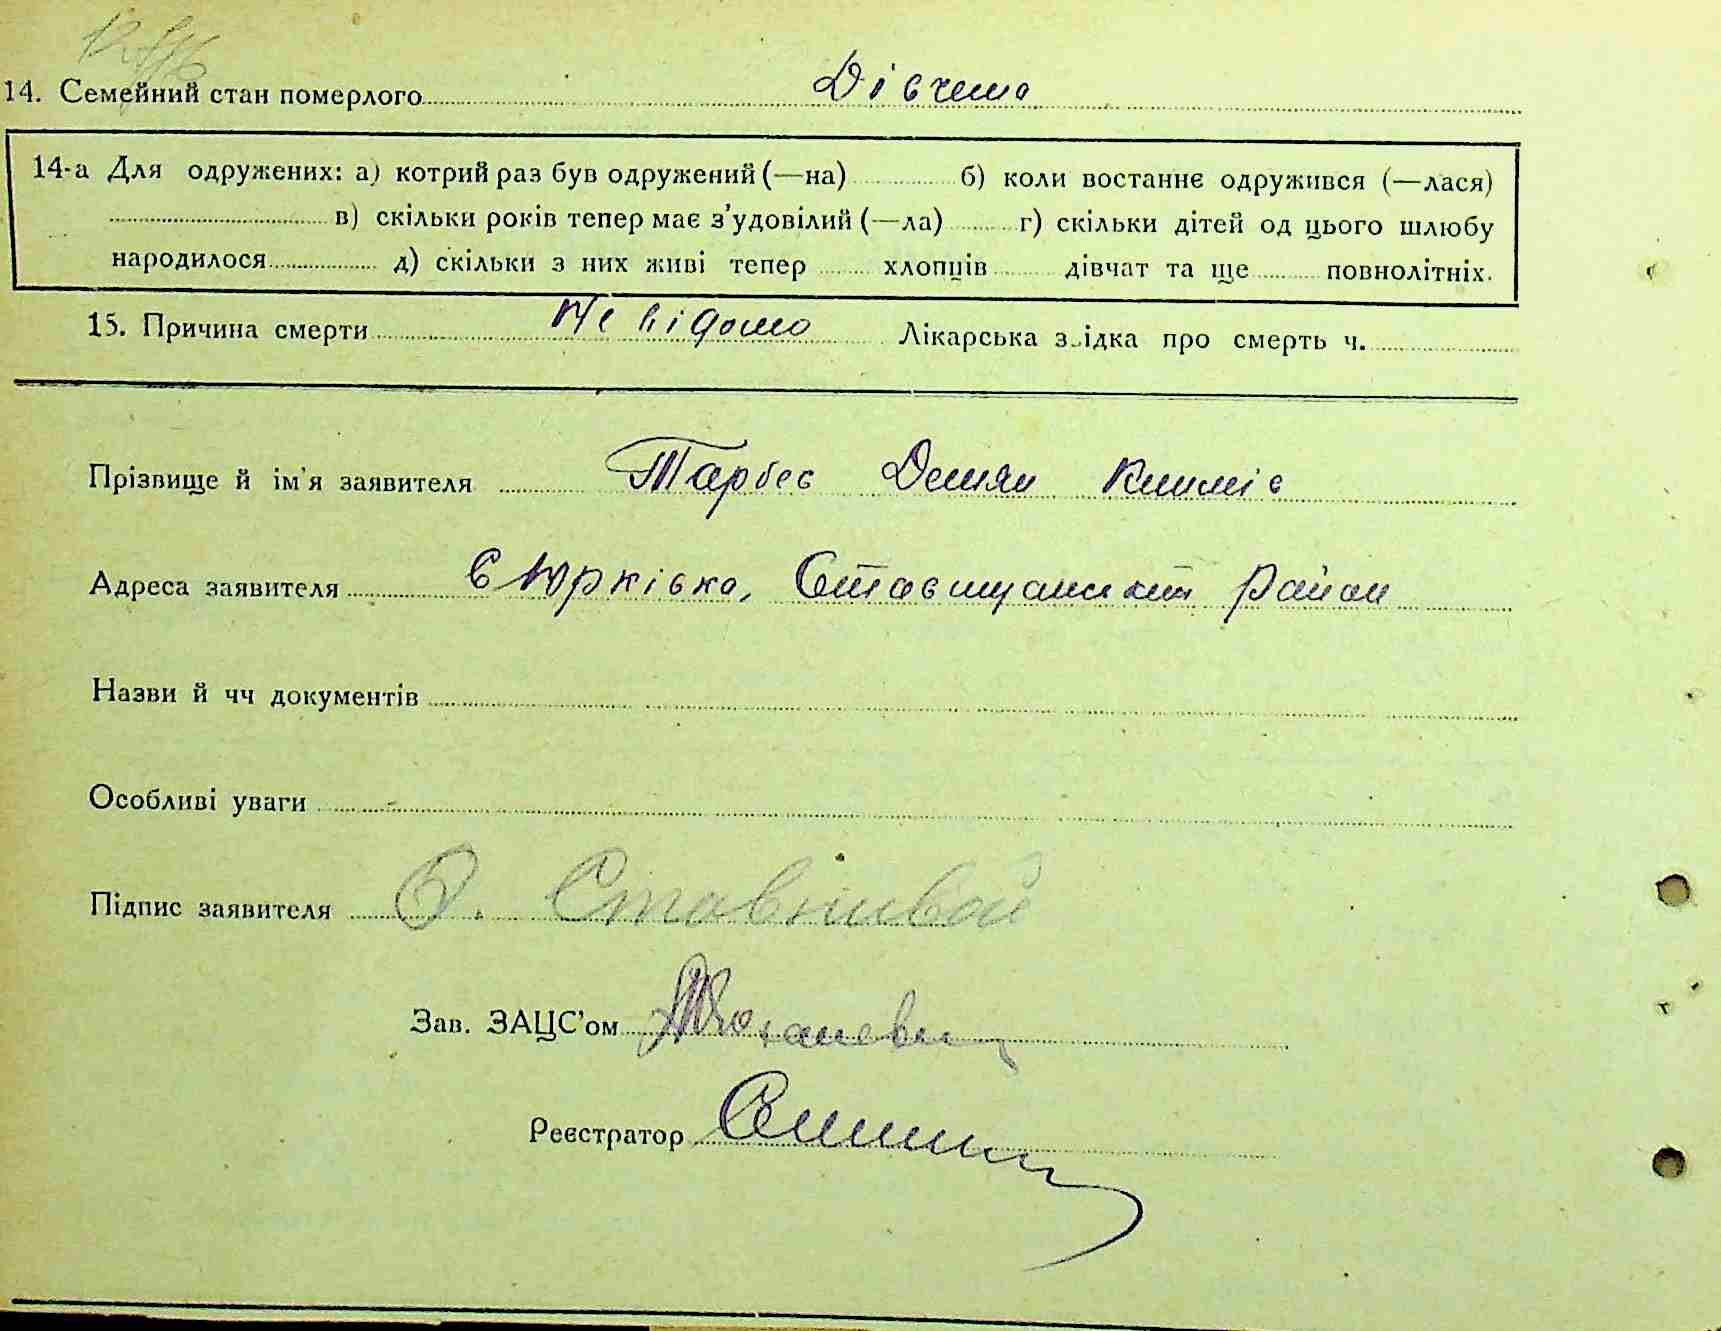 14. Семейний стан померлого Дівчина
14-а Для одружених: а) котрий раз був одружений (—на) б) коли востаннє одружився (—лася)
в) скільки років тепер має з'удовілий (—ла) г) скільки дітей од цього шлюбу
народилося д) скільки з них живі тепер хлопців дівчат та ще повнолітніх.
15. Причина смерти Невідомо Лікарська звідка про смерть ч.
Прізвище й ім'я заявителя Демян
Адреса заявителя с Юрківка, Ставищанский район
Назви й чч документів
Особливі уваги
Підпис заявителя
Зав. ЗАЦС'ом
Реєстратор